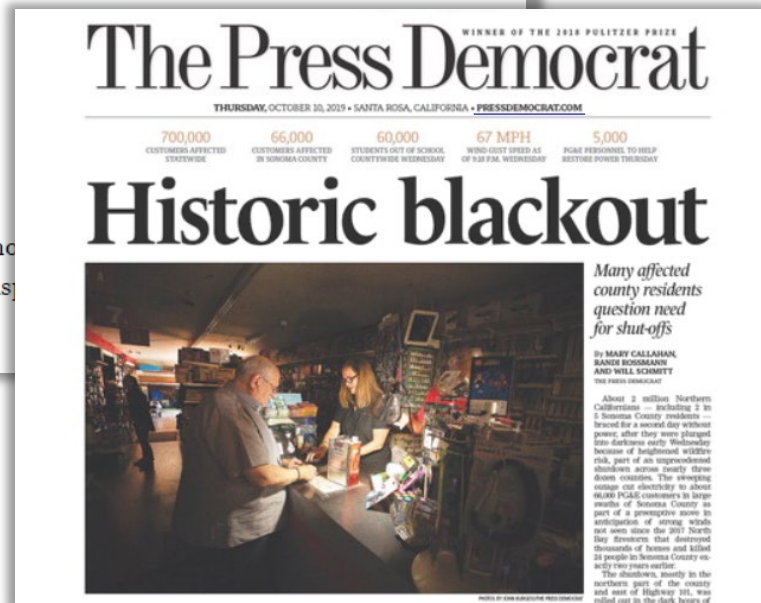 WINNER OF THE 2018 PULITZER PRIZE
The Press Democrat
THURSDAY, OCTOBER 10, 2019 • SANTA ROSA, CALIFORNIA • PRESSDEMOCRAT.COM
700,000
CUSTOMERS AFFECTED
STATEWIDE
66,000
CUSTOMERS AFFECTED
IN SONOMA COUNTY
60,000
STUDENTS OUT OF SCHOOL
COUNTYWIDE WEDNESDAY
67 MPH
WIND GUST SPEED AS
OF 9:28 P.M. WEDNESDAY
5,000
PG&E PERSONNEL TO HELP
RESTORE POWER THURSDAY
Historic blackout
Many affected
county residents
question need
for shut-offs
By MARY CALLAHAN,
RANDI ROSSMANN
AND WILL SCHMITT
THE PRESS DEMOCRAT
About 2 million Northern
Californians — including 2 in
5 Sonoma County residents —
braced for a second day without
power, after they were plunged
into darkness early Wednesday
because of heightened wildfire
risk, part of an unprecedented
shutdown across nearly three
dozen counties. The sweeping
outage cut electricity to about
66,000 PG&E customers in large
swaths of Sonoma County as
part of a preemptive move in
anticipation of strong winds
not seen since the 2017 North
Bay firestorm that destroyed
thousands of homes and killed
24 people in Sonoma County ex-
actly two years earlier.
The shutdown, mostly in the
northern part of the county
and east of Highway 101, was
rolled out in the dark hours of
PHOTOS BY JOHN BURGESS/THE PRESS DEMOCRAT